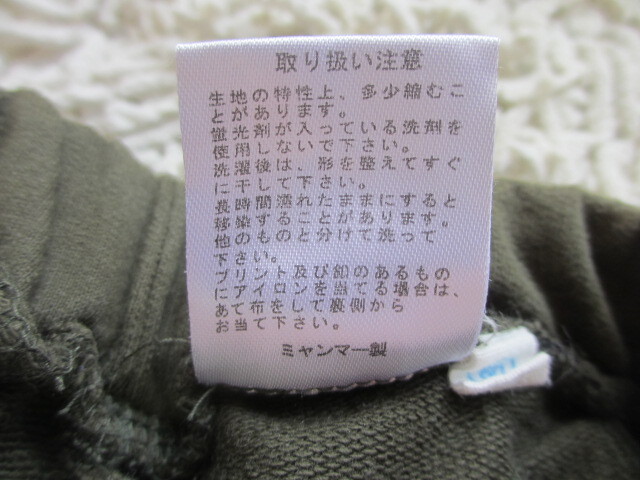 取り扱い注意
生地の特性上、多少縮むこ
とがあります。
蛍光剤が入っている洗剤を
使用しないで下さい。
洗濯後は、形を整えてすぐ
に干して下さい。
長時間濡れたままにすると
移染することがあります。
他のものと分けて洗って
下さい。
プリント及び釦のあるもの
にアイロンを当てる場合は、
あて布をして裏側から
お当て下さい。
ミャンマー製